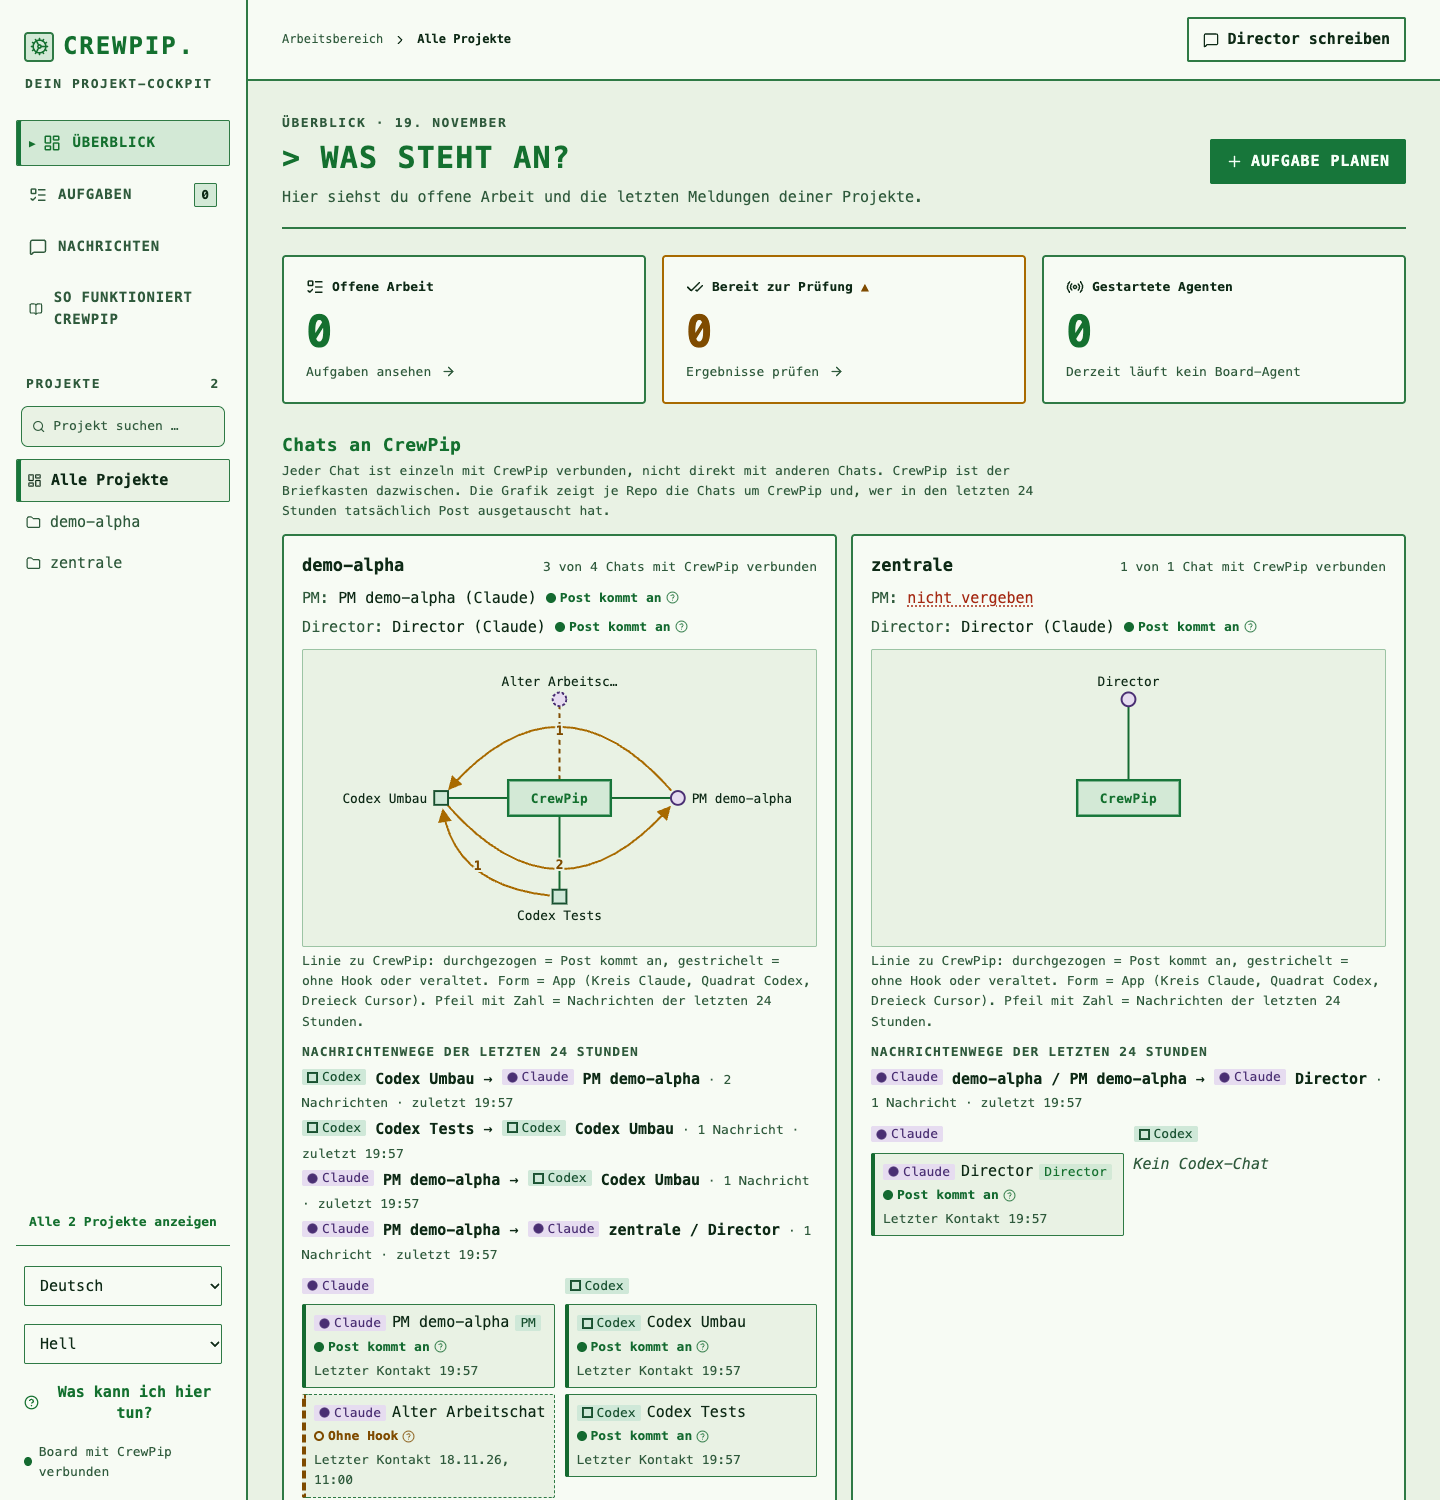 CREWPIP.
DEIN PROJEKT-COCKPIT
▸ ÜBERBLICK
AUFGABEN 0
NACHRICHTEN
SO FUNKTIONIERT
CREWPIP
PROJEKTE 2
Projekt suchen …
Alle Projekte
demo-alpha
zentrale
Alle 2 Projekte anzeigen
Deutsch
Hell
Was kann ich hier
tun?
Board mit CrewPip
verbunden
Arbeitsbereich > Alle Projekte
Director schreiben
ÜBERBLICK · 19. NOVEMBER
> WAS STEHT AN?
+ AUFGABE PLANEN
Hier siehst du offene Arbeit und die letzten Meldungen deiner Projekte.
Offene Arbeit
0
Aufgaben ansehen →
Bereit zur Prüfung ▲
0
Ergebnisse prüfen →
Gestartete Agenten
0
Derzeit läuft kein Board-Agent
Chats an CrewPip
Jeder Chat ist einzeln mit CrewPip verbunden, nicht direkt mit anderen Chats. CrewPip ist der
Briefkasten dazwischen. Die Grafik zeigt je Repo die Chats um CrewPip und, wer in den letzten 24
Stunden tatsächlich Post ausgetauscht hat.
demo-alpha 3 von 4 Chats mit CrewPip verbunden
PM: PM demo-alpha (Claude) Post kommt an ?
Director: Director (Claude) Post kommt an ?
Alter Arbeitsc…
1
Codex Umbau
CrewPip
PM demo-alpha
1
2
Codex Tests
Linie zu CrewPip: durchgezogen = Post kommt an, gestrichelt =
ohne Hook oder veraltet. Form = App (Kreis Claude, Quadrat Codex,
Dreieck Cursor). Pfeil mit Zahl = Nachrichten der letzten 24
Stunden.
NACHRICHTENWEGE DER LETZTEN 24 STUNDEN
Codex Codex Umbau → Claude PM demo-alpha · 2
Nachrichten · zuletzt 19:57
Codex Codex Tests → Codex Codex Umbau · 1 Nachricht ·
zuletzt 19:57
Claude PM demo-alpha → Codex Codex Umbau · 1 Nachricht
· zuletzt 19:57
Claude PM demo-alpha → Claude zentrale / Director · 1
Nachricht · zuletzt 19:57
Claude
Claude PM demo-alpha PM
Post kommt an ?
Letzter Kontakt 19:57
Claude Alter Arbeitschat
Ohne Hook ?
Letzter Kontakt 18.11.26,
11:00
Codex
Codex Codex Umbau
Post kommt an ?
Letzter Kontakt 19:57
Codex Codex Tests
Post kommt an ?
Letzter Kontakt 19:57
zentrale 1 von 1 Chat mit CrewPip verbunden
PM: nicht vergeben
Director: Director (Claude) Post kommt an ?
Director
CrewPip
Linie zu CrewPip: durchgezogen = Post kommt an, gestrichelt =
ohne Hook oder veraltet. Form = App (Kreis Claude, Quadrat Codex,
Dreieck Cursor). Pfeil mit Zahl = Nachrichten der letzten 24
Stunden.
NACHRICHTENWEGE DER LETZTEN 24 STUNDEN
Claude demo-alpha / PM demo-alpha → Claude Director ·
1 Nachricht · zuletzt 19:57
Claude
Claude Director Director
Post kommt an ?
Letzter Kontakt 19:57
Codex
Kein Codex-Chat